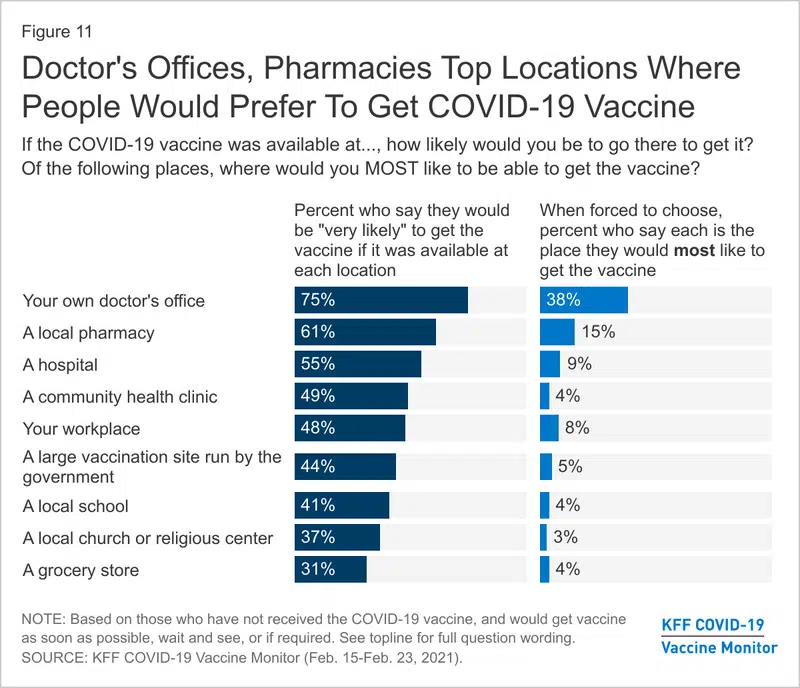 Figure 11
Doctor's Offices, Pharmacies Top Locations Where
People Would Prefer To Get COVID-19 Vaccine
If the COVID-19 vaccine was available at..., how likely would you be to go there to get it?
Of the following places, where would you MOST like to be able to get the vaccine?
Percent who say they would
be "very likely" to get the
vaccine if it was available at
each location
When forced to choose,
percent who say each is the
place they would most like to
get the vaccine
Your own doctor's office 75% 38%
A local pharmacy 61% 15%
A hospital 55% 9%
A community health clinic 49% 4%
Your workplace 48% 8%
A large vaccination site run by the
government 44% 5%
A local school 41% 4%
A local church or religious center 37% 3%
A grocery store 31% 4%
NOTE: Based on those who have not received the COVID-19 vaccine, and would get vaccine
as soon as possible, wait and see, or if required. See topline for full question wording.
SOURCE: KFF COVID-19 Vaccine Monitor (Feb. 15-Feb. 23, 2021).
KFF COVID-19
Vaccine Monitor